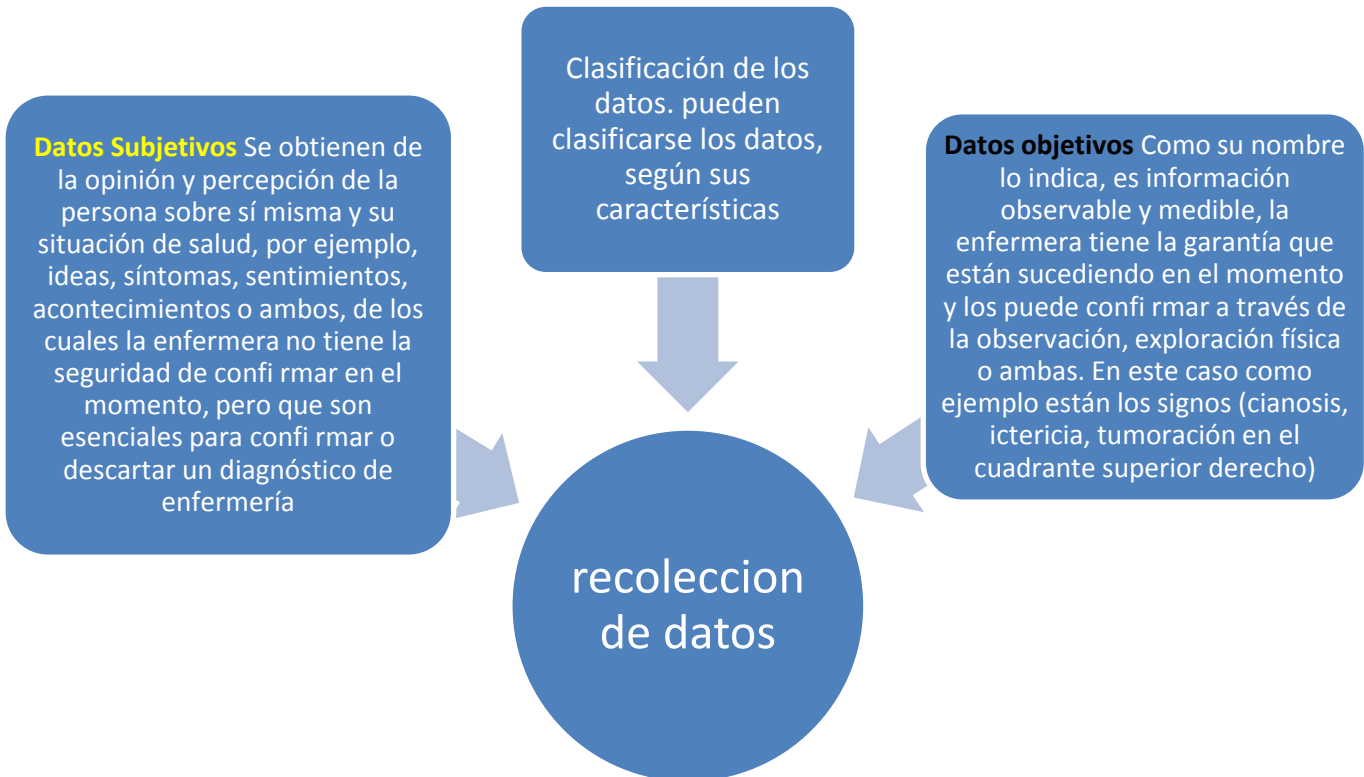 Clasificación de los
datos. pueden
clasificarse los datos,
según sus
características
Datos Subjetivos Se obtienen de
la opinión y percepción de la
persona sobre sí misma y su
situación de salud, por ejemplo,
ideas, síntomas, sentimientos,
acontecimientos o ambos, de los
cuales la enfermera no tiene la
seguridad de confi rmar en el
momento, pero que son
esenciales para confi rmar o
descartar un diagnóstico de
enfermería
Datos objetivos Como su nombre
lo indica, es información
observable y medible, la
enfermera tiene la garantía que
están sucediendo en el momento
y los puede confi rmar a través de
la observación, exploración física
o ambas. En este caso como
ejemplo están los signos (cianosis,
ictericia, tumoración en el
cuadrante superior derecho)
recoleccion
de datos